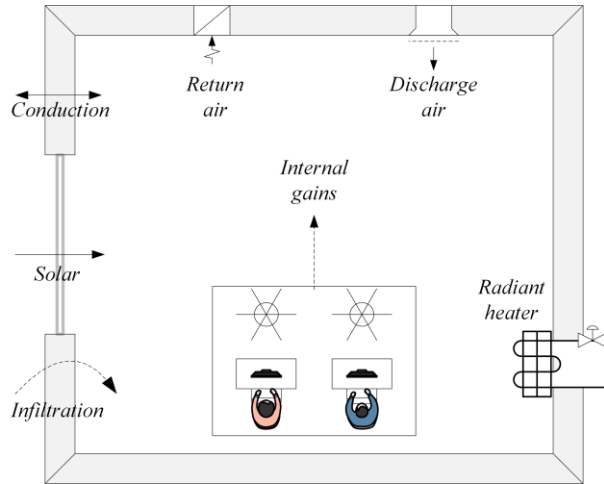 Return
air
Discharge
air
Conduction
Internal
gains
Solar
Radiant
heater
Infiltration